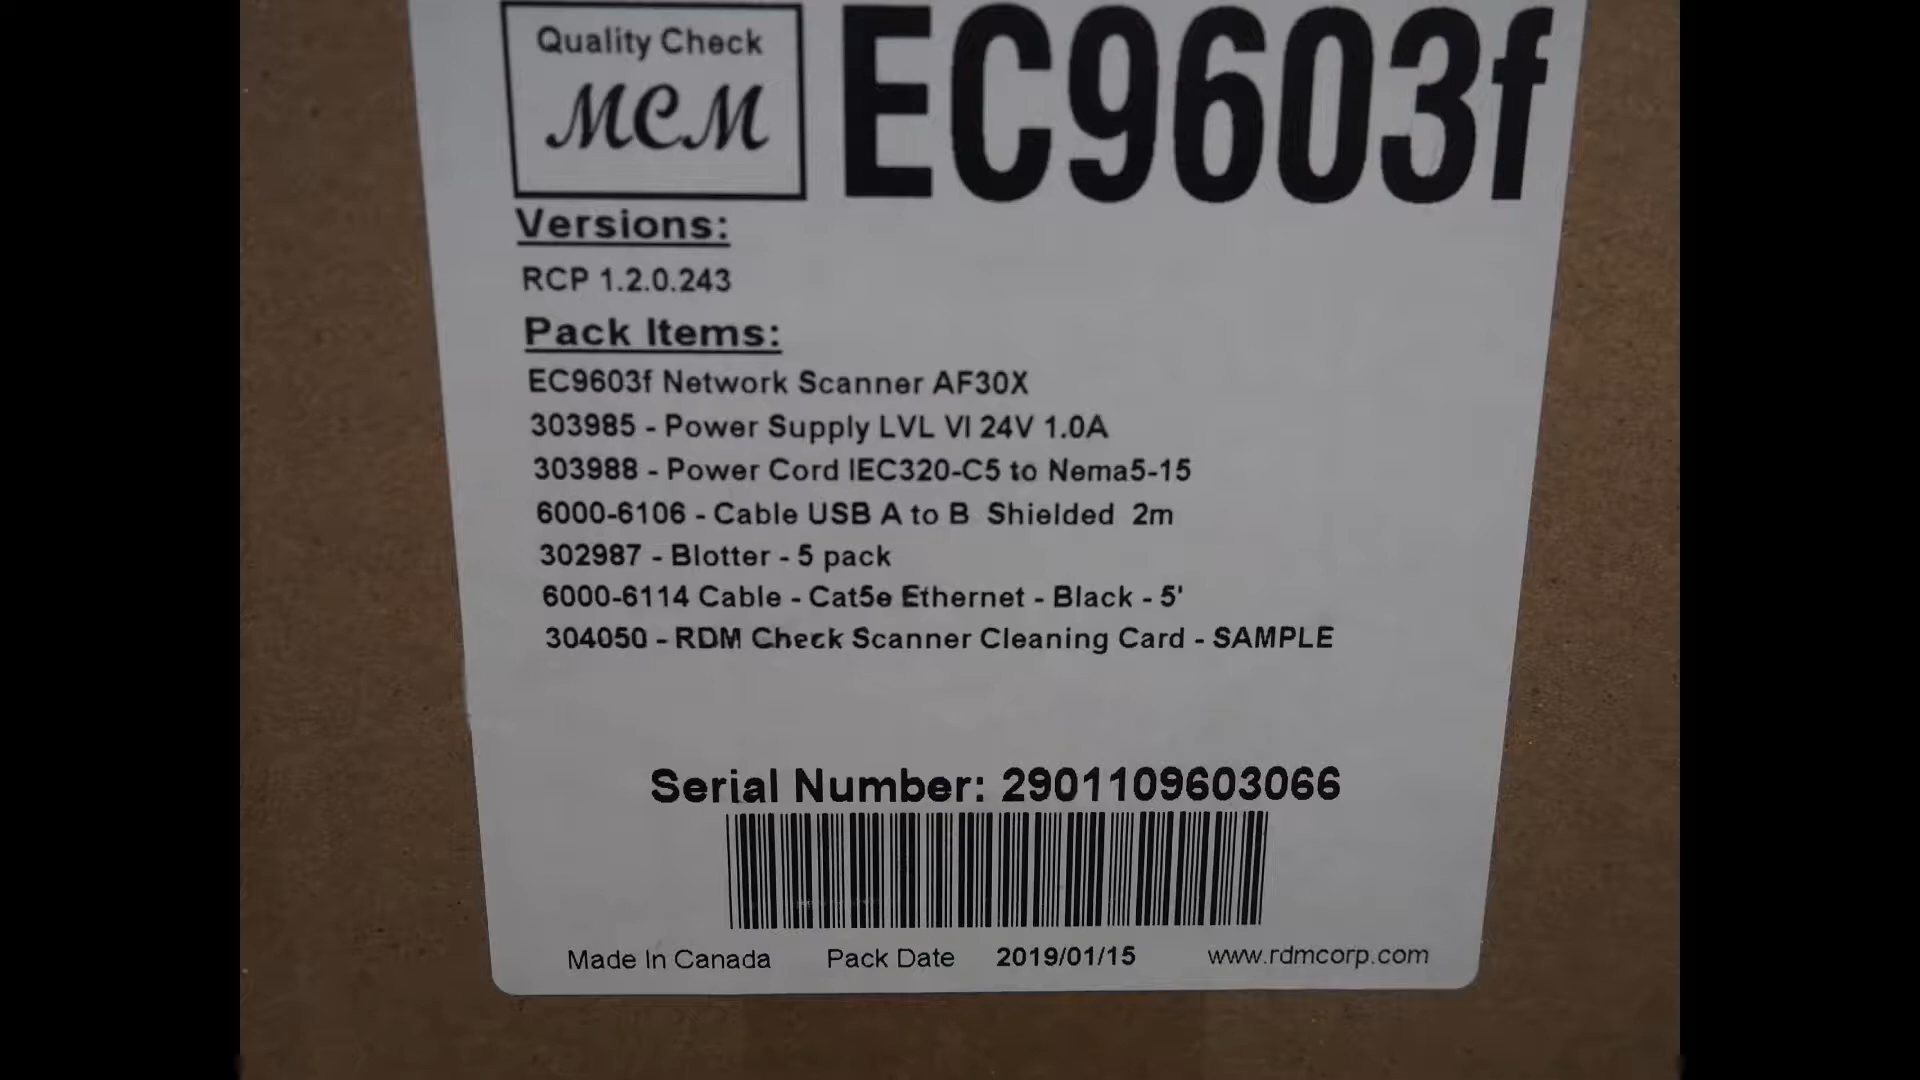 Quality Check
MCM
EC9603f
Versions:
RCP 1.2.0.243
Pack Items:
EC9603f Network Scanner AF30X
303985 - Power Supply LVL VI 24V 1.0A
303988 - Power Cord IEC320-C5 to Nema5-15
6000-6106 - Cable USB A to B Shielded 2m
302987 - Blotter - 5 pack
6000-6114 Cable - Cat5e Ethernet - Black - 5'
304050 - RDM Check Scanner Cleaning Card - SAMPLE
Serial Number: 2901109603066
Made In Canada Pack Date 2019/01/15 www.rdmcorp.com